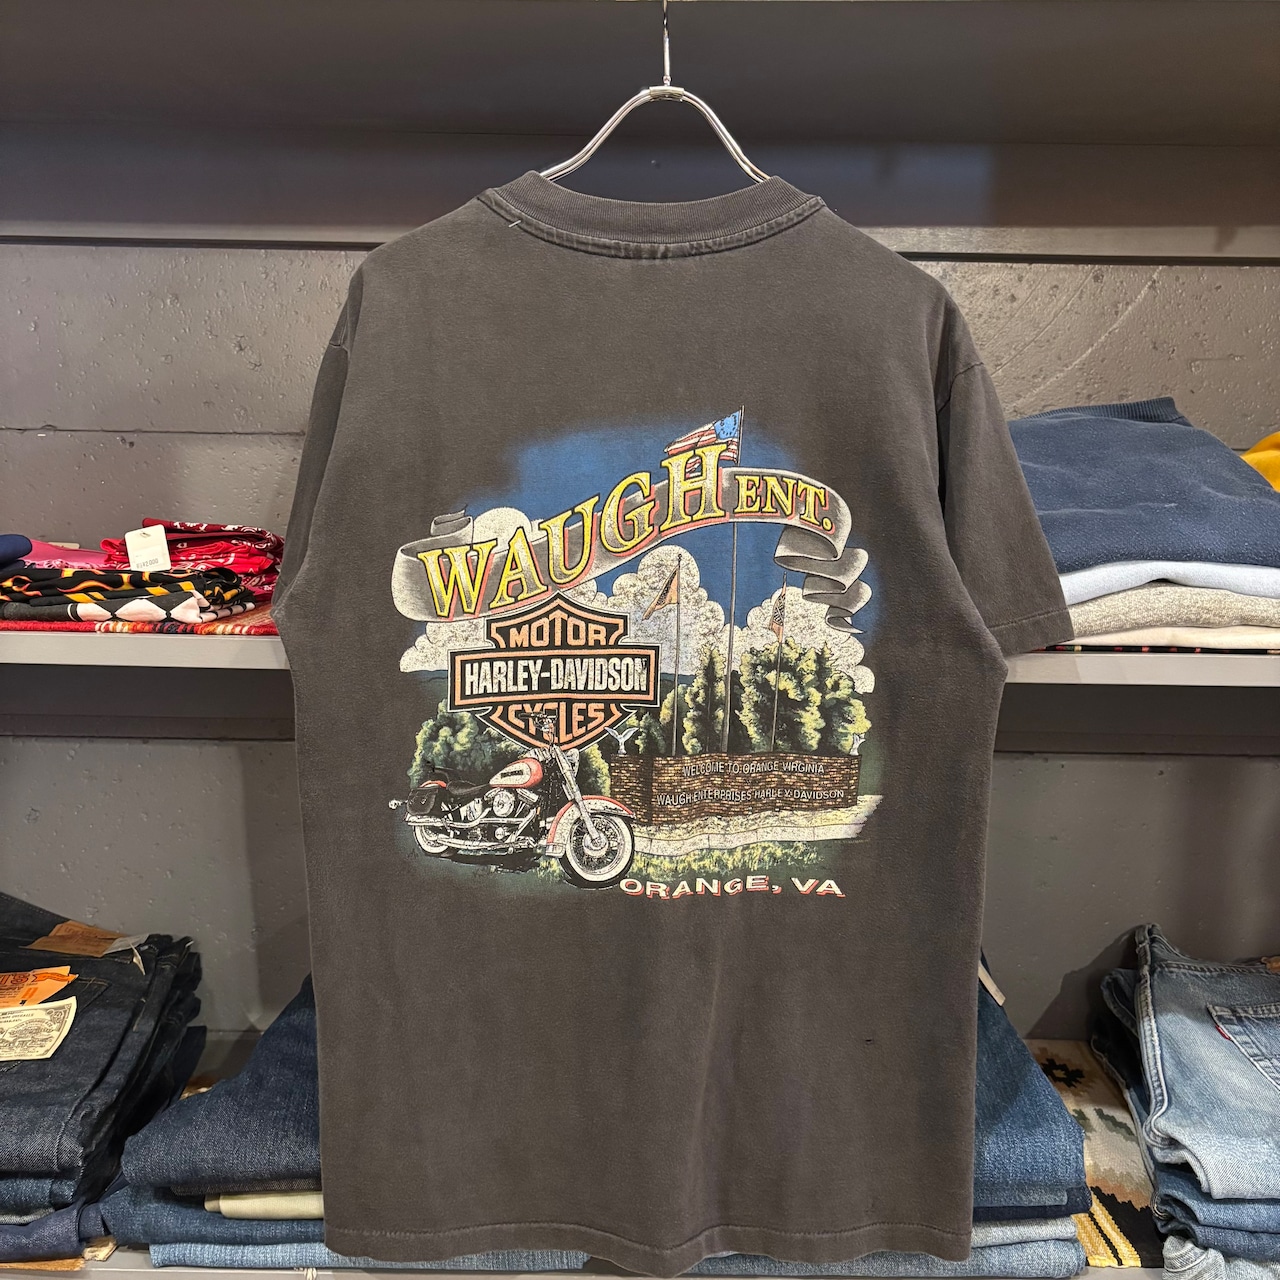 WAUGH ENT.
MOTOR
HARLEY-DAVIDSON
CYCLES
WELCOME TO ORANGE VIRGINIA
WAUGH ENTERPRISES HARLEY-DAVIDSON
ORANGE, VA